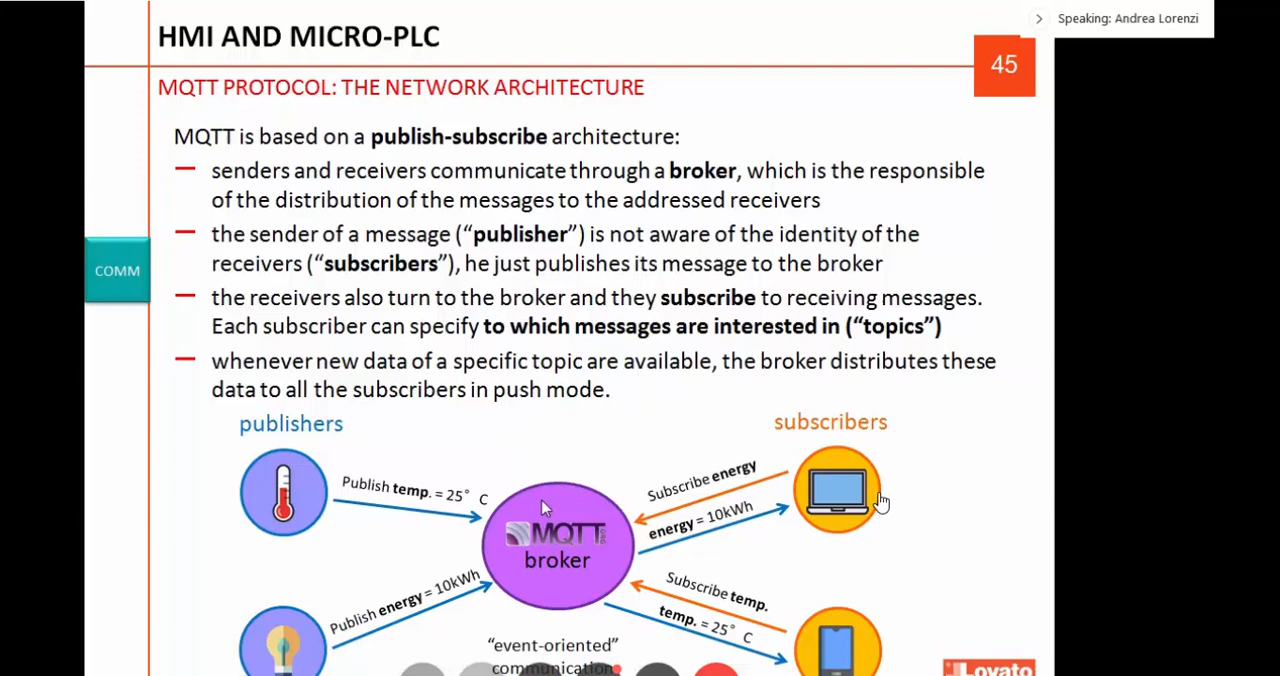 Speaking: Andrea Lorenzi
HMI AND MICRO-PLC
45
MQTT PROTOCOL: THE NETWORK ARCHITECTURE
MQTT is based on a publish-subscribe architecture:
senders and receivers communicate through a broker, which is the responsible
of the distribution of the messages to the addressed receivers
the sender of a message (“publisher”) is not aware of the identity of the
receivers (“subscribers”), he just publishes its message to the broker
COMM
the receivers also turn to the broker and they subscribe to receiving messages.
Each subscriber can specify to which messages are interested in (“topics”)
whenever new data of a specific topic are available, the broker distributes these
data to all the subscribers in push mode.
publishers
subscribers
Publish temp. = 25° C
Subscribe energy
energy = 10kWh
MQTT
broker
Publish energy = 10kWh
Subscribe temp.
temp. = 25° C
“event-oriented”
communication
Lovato